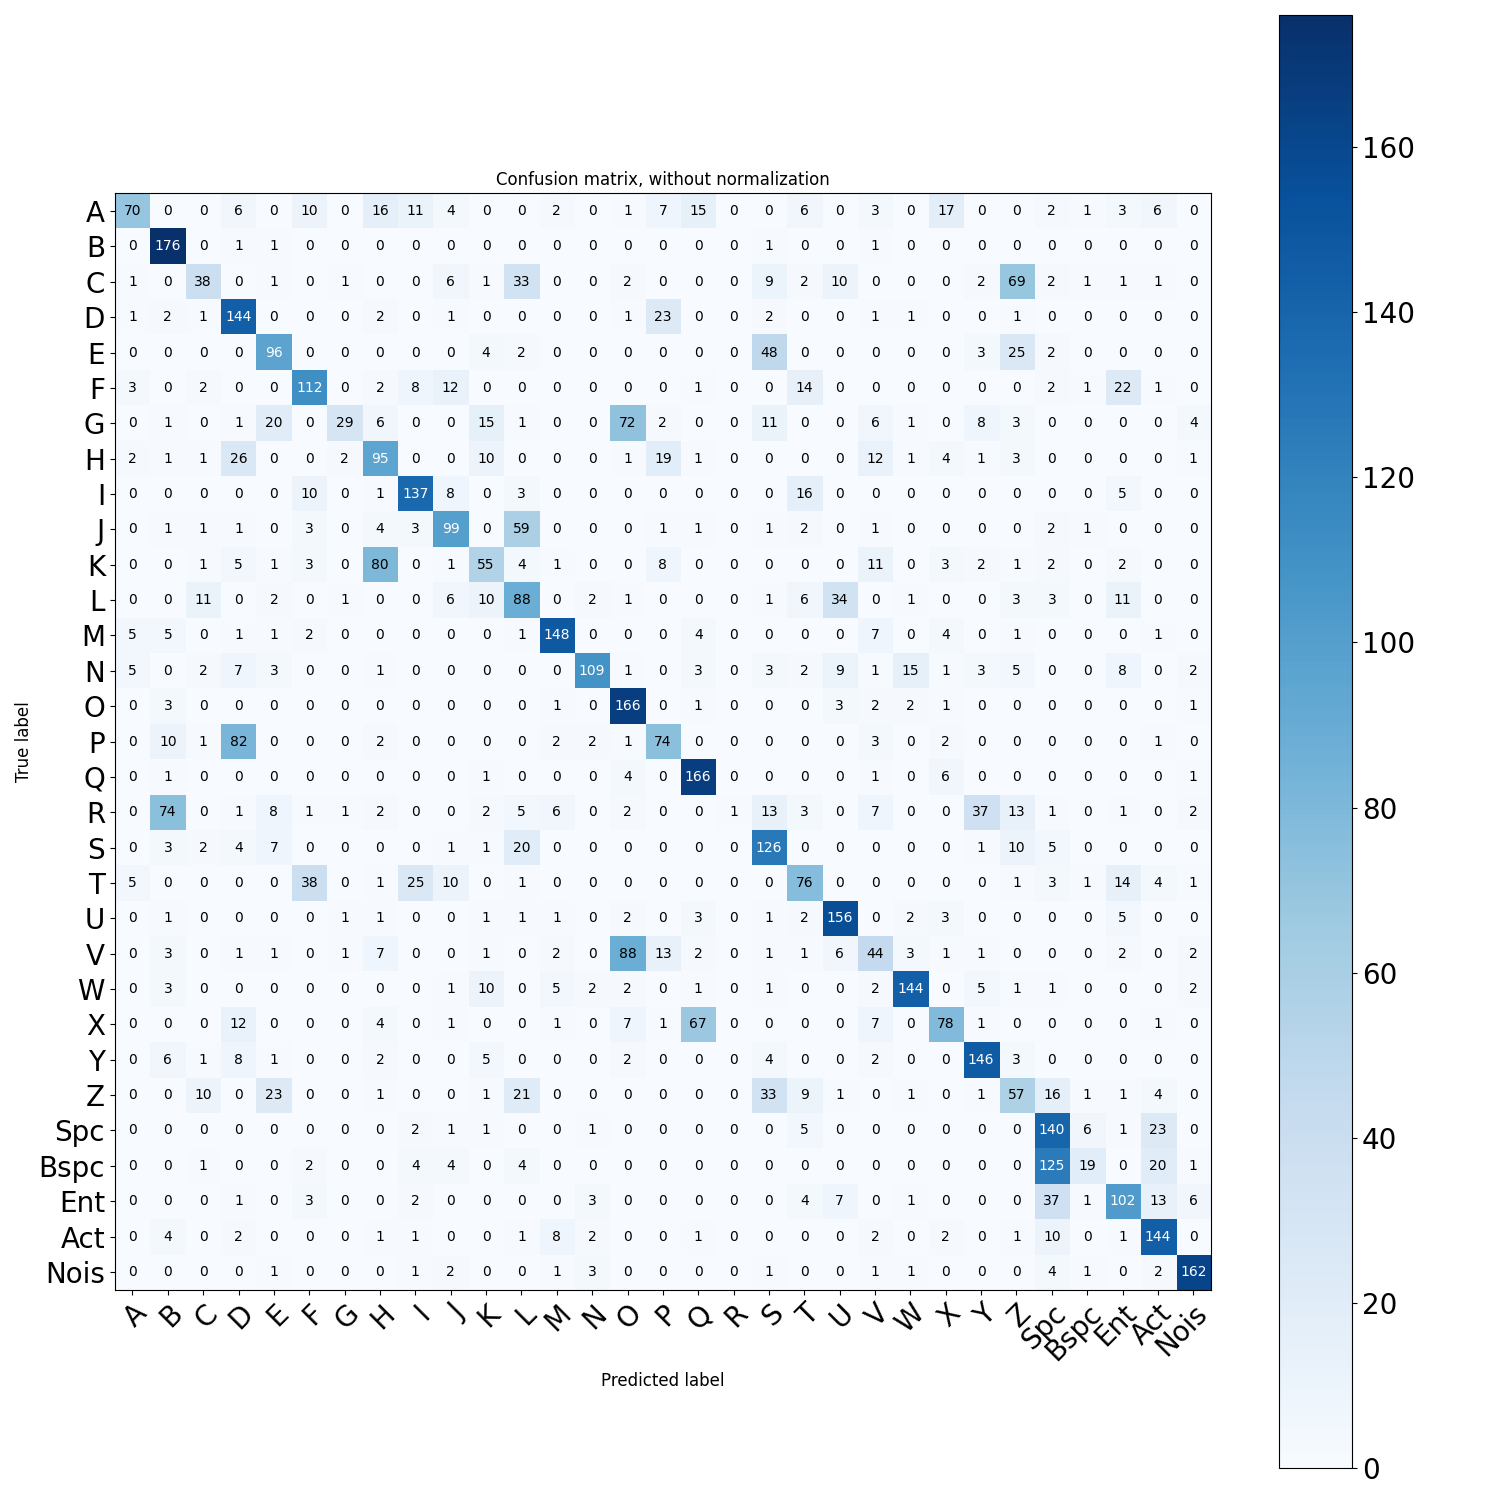 Confusion matrix, without normalization
A 70 0 0 6 0 10 0 16 11 4 0 0 2 0 1 7 15 0 0 6 0 3 0 17 0 0 2 1 3 6 0
B 0 176 0 1 1 0 0 0 0 0 0 0 0 0 0 0 0 0 1 0 0 1 0 0 0 0 0 0 0 0 0
C 1 0 38 0 1 0 1 0 0 6 1 33 0 0 2 0 0 0 9 2 10 0 0 0 2 69 2 1 1 1 0
D 1 2 1 144 0 0 0 2 0 1 0 0 0 0 1 23 0 0 2 0 0 1 1 0 0 1 0 0 0 0 0
E 0 0 0 0 96 0 0 0 0 0 4 2 0 0 0 0 0 0 48 0 0 0 0 0 3 25 2 0 0 0 0
F 3 0 2 0 0 112 0 2 8 12 0 0 0 0 0 0 1 0 0 14 0 0 0 0 0 0 2 1 22 1 0
G 0 1 0 1 20 0 29 6 0 0 15 1 0 0 72 2 0 0 11 0 0 6 1 0 8 3 0 0 0 0 4
H 2 1 1 26 0 0 2 95 0 0 10 0 0 0 1 19 1 0 0 0 0 12 1 4 1 3 0 0 0 0 1
I 0 0 0 0 0 10 0 1 137 8 0 3 0 0 0 0 0 0 0 16 0 0 0 0 0 0 0 0 5 0 0
J 0 1 1 1 0 3 0 4 3 99 0 59 0 0 0 1 1 0 1 2 0 1 0 0 0 0 2 1 0 0 0
K 0 0 1 5 1 3 0 80 0 1 55 4 1 0 0 8 0 0 0 0 0 11 0 3 2 1 2 0 2 0 0
L 0 0 11 0 2 0 1 0 0 6 10 88 0 2 1 0 0 0 1 6 34 0 1 0 0 3 3 0 11 0 0
M 5 5 0 1 1 2 0 0 0 0 0 1 148 0 0 0 4 0 0 0 0 7 0 4 0 1 0 0 0 1 0
N 5 0 2 7 3 0 0 1 0 0 0 0 0 109 1 0 3 0 3 2 9 1 15 1 3 5 0 0 8 0 2
O 0 3 0 0 0 0 0 0 0 0 0 0 1 0 166 0 1 0 0 0 3 2 2 1 0 0 0 0 0 0 1
P 0 10 1 82 0 0 0 2 0 0 0 0 2 2 1 74 0 0 0 0 0 3 0 2 0 0 0 0 0 1 0
Q 0 1 0 0 0 0 0 0 0 0 1 0 0 0 4 0 166 0 0 0 0 1 0 6 0 0 0 0 0 0 1
R 0 74 0 1 8 1 1 2 0 0 2 5 6 0 2 0 0 1 13 3 0 7 0 0 37 13 1 0 1 0 2
S 0 3 2 4 7 0 0 0 0 1 1 20 0 0 0 0 0 0 126 0 0 0 0 0 1 10 5 0 0 0 0
T 5 0 0 0 0 38 0 1 25 10 0 1 0 0 0 0 0 0 0 76 0 0 0 0 0 1 3 1 14 4 1
U 0 1 0 0 0 0 1 1 0 0 1 1 1 0 2 0 3 0 1 2 156 0 2 3 0 0 0 0 5 0 0
V 0 3 0 1 1 0 1 7 0 0 1 0 2 0 88 13 2 0 1 1 6 44 3 1 1 0 0 0 2 0 2
W 0 3 0 0 0 0 0 0 0 1 10 0 5 2 2 0 1 0 1 0 0 2 144 0 5 1 1 0 0 0 2
X 0 0 0 12 0 0 0 4 0 1 0 0 1 0 7 1 67 0 0 0 0 7 0 78 1 0 0 0 0 1 0
Y 0 6 1 8 1 0 0 2 0 0 5 0 0 0 2 0 0 0 4 0 0 2 0 0 146 3 0 0 0 0 0
Z 0 0 10 0 23 0 0 1 0 0 1 21 0 0 0 0 0 0 33 9 1 0 1 0 1 57 16 1 1 4 0
Spc 0 0 0 0 0 0 0 0 2 1 1 0 0 1 0 0 0 0 0 5 0 0 0 0 0 0 140 6 1 23 0
Bspc 0 0 1 0 0 2 0 0 4 4 0 4 0 0 0 0 0 0 0 0 0 0 0 0 0 0 125 19 0 20 1
Ent 0 0 0 1 0 3 0 0 2 0 0 0 0 3 0 0 0 0 0 4 7 0 1 0 0 0 37 1 102 13 6
Act 0 4 0 2 0 0 0 1 1 0 0 1 8 2 0 0 1 0 0 0 0 2 0 2 0 1 10 0 1 144 0
Nois 0 0 0 0 1 0 0 0 1 2 0 0 1 3 0 0 0 0 1 0 0 1 1 0 0 0 4 1 0 2 162
A B C D E F G H I J K L M N O P Q R S T U V W X Y Z Spc Bspc Ent Act Nois
True label
Predicted label
160
140
120
100
80
60
40
20
0